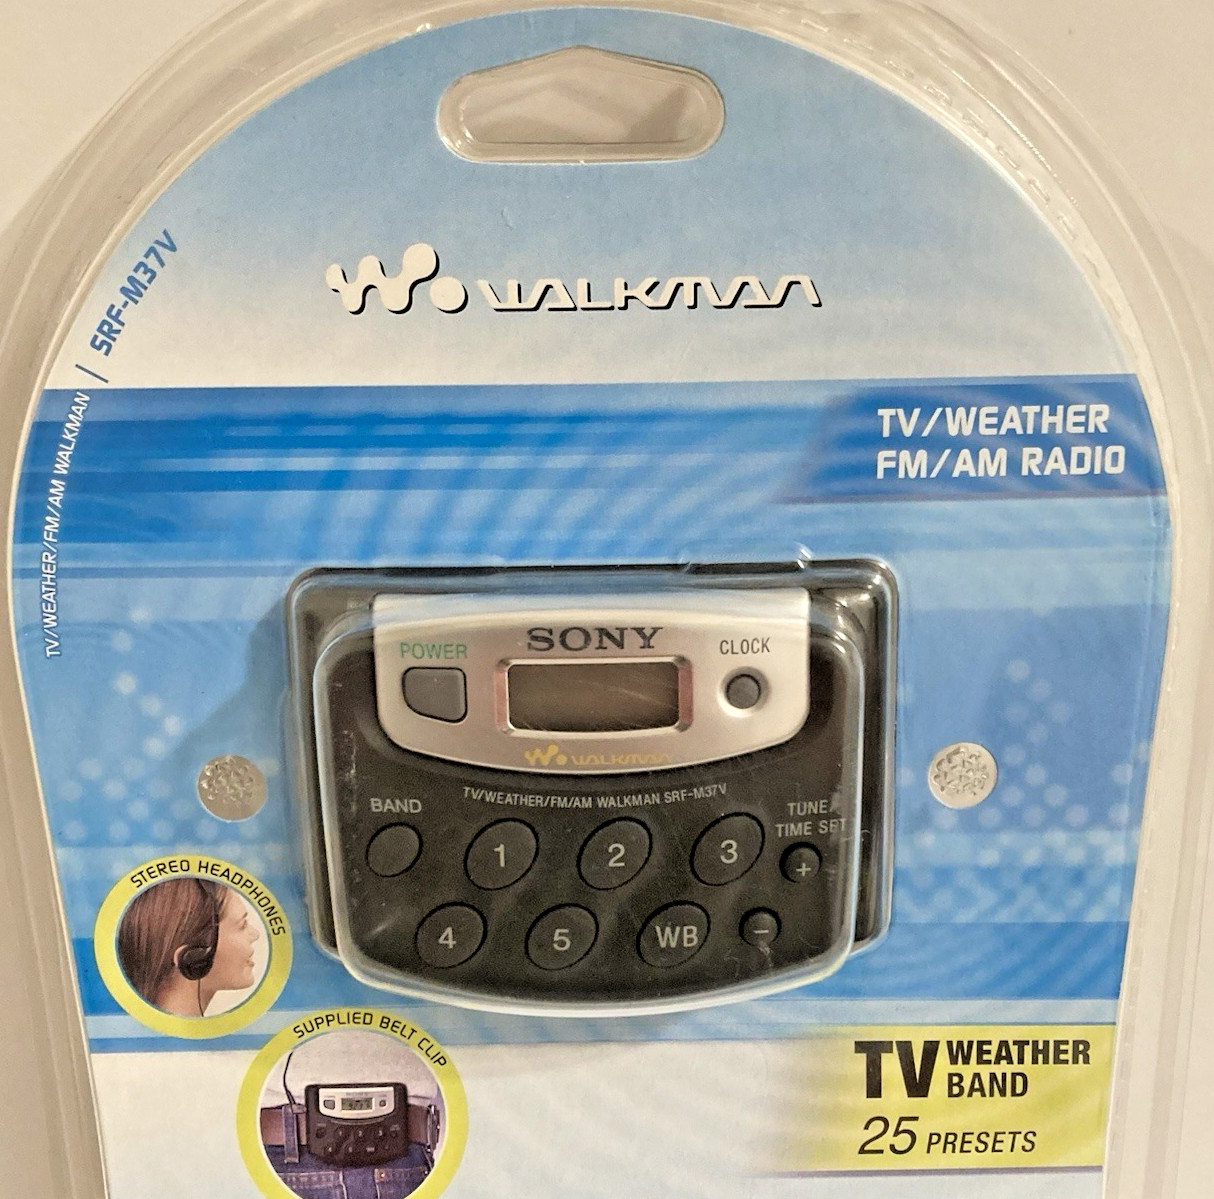 WALKMAN
SRF-M37V
TV/WEATHER/FM/AM WALKMAN |
TV/WEATHER
FM/AM RADIO
SONY
POWER
CLOCK
WALKMAN
TV/WEATHER/FM/AM WALKMAN SRF-M37V
BAND
TUNE/
TIME SET
1
2
3
+
4
5
WB
−
STEREO HEADPHONES
SUPPLIED BELT CLIP
TV WEATHER
BAND
25 PRESETS